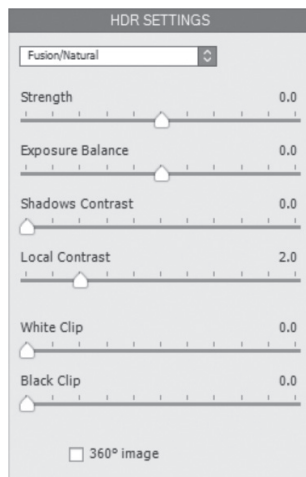 HDR SETTINGS
Fusion/Natural
Strength 0.0
Exposure Balance 0.0
Shadows Contrast 0.0
Local Contrast 2.0
White Clip 0.0
Black Clip 0.0
360º image